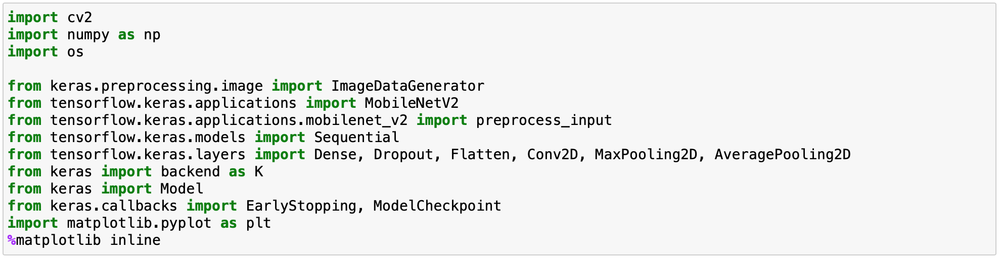 import cv2
import numpy as np
import os
from keras.preprocessing.image import ImageDataGenerator
from tensorflow.keras.applications import MobileNetV2
from tensorflow.keras.applications.mobilenet_v2 import preprocess_input
from tensorflow.keras.models import Sequential
from tensorflow.keras.layers import Dense, Dropout, Flatten, Conv2D, MaxPooling2D, AveragePooling2D
from keras import backend as K
from keras import Model
from keras.callbacks import EarlyStopping, ModelCheckpoint
import matplotlib.pyplot as plt
%matplotlib inline